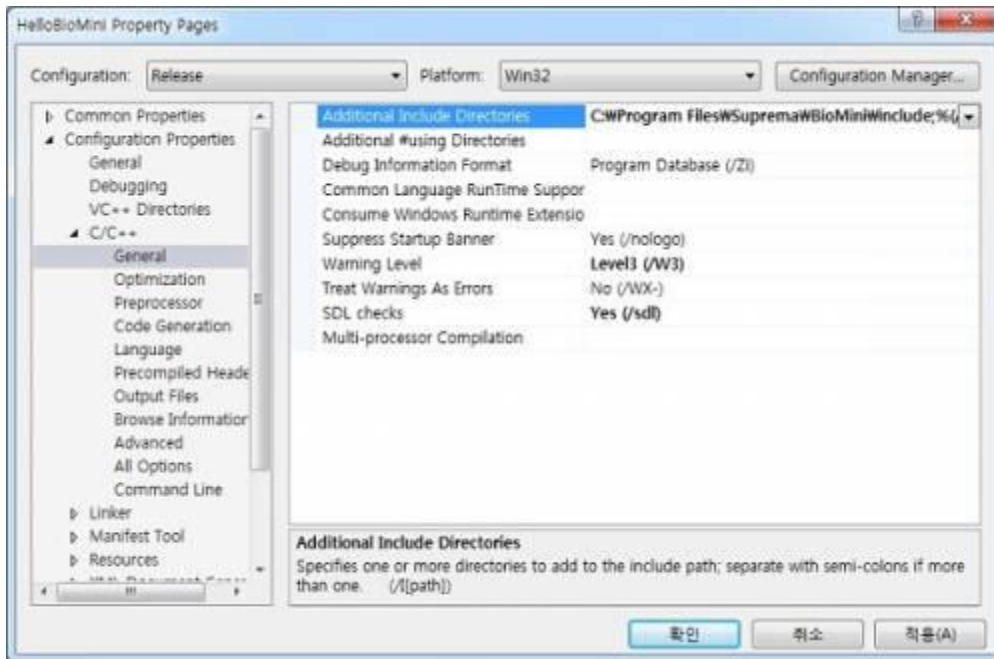 HelloBioMini Property Pages
Configuration: Release Platform: Win32 Configuration Manager...
Common Properties
Configuration Properties
General
Debugging
VC++ Directories
C/C++
General
Optimization
Preprocessor
Code Generation
Language
Precompiled Heade
Output Files
Browse Information
Advanced
All Options
Command Line
Linker
Manifest Tool
Resources
Additional Include Directories C:₩Program Files₩Suprema₩BioMini₩include;%(
Additional #using Directories
Debug Information Format Program Database (/Zi)
Common Language RunTime Suppor
Consume Windows Runtime Extensio
Suppress Startup Banner Yes (/nologo)
Warning Level Level3 (/W3)
Treat Warnings As Errors No (/WX-)
SDL checks Yes (/sdl)
Multi-processor Compilation
Additional Include Directories
Specifies one or more directories to add to the include path; separate with semi-colons if more
than one. (/I[path])
확인 취소 적용(A)